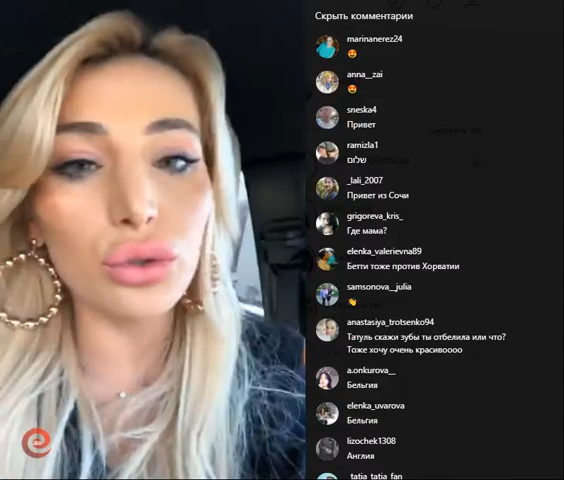 Скрыть комментарии
marinanerez24
😍
anna__zai
😍
sneska4
Привет
ramizla1
שלום
_lali_2007
Привет из Сочи
grigoreva_kris_
Где мама?
elenka_valerievna89
Бетти тоже против Хорватии
samsonova__julia
👏
anastasiya_trotsenko94
Татуль скажи зубы ты отбелила или что?
Тоже хочу очень красивоооо
a.onkurova__
Бельгия
elenka_uvarova
Бельгия
lizochek1308
Англия
_tatia_tatia_fan_